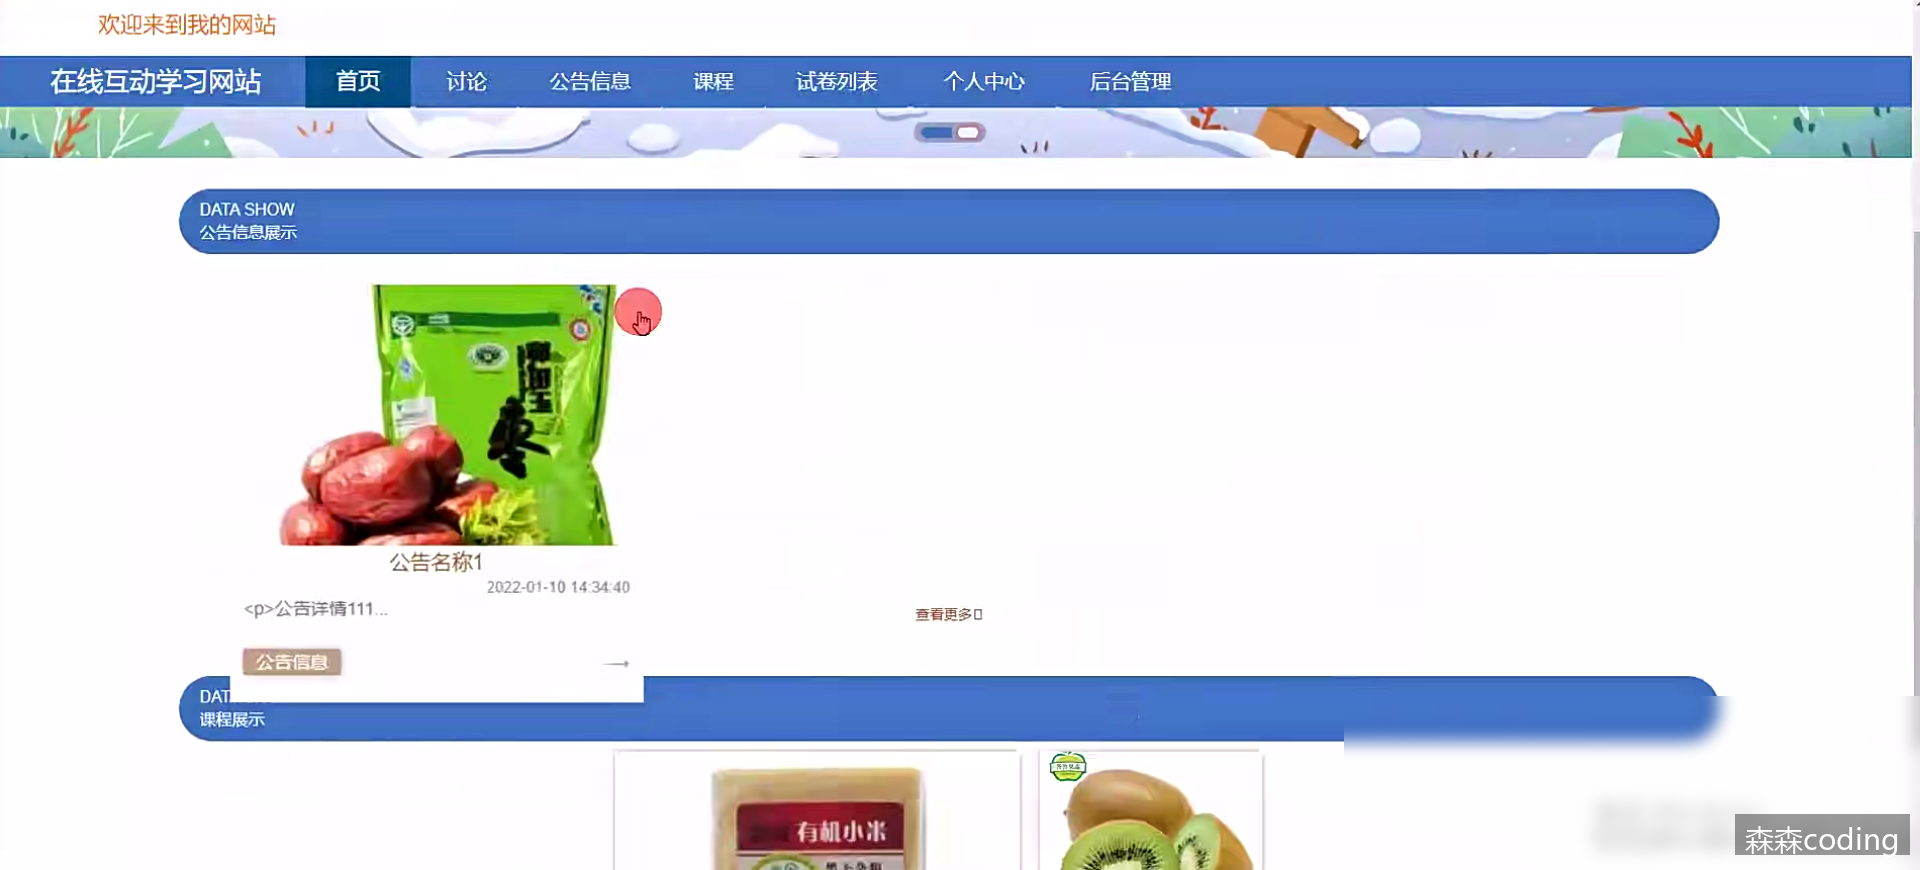 欢迎来到我的网站
在线互动学习网站 首页 讨论 公告信息 课程 试卷列表 个人中心 后台管理
DATA SHOW
公告信息展示
枣
公告名称1
2022-01-10 14:34:40
<p>公告详情111...
查看更多
公告信息
DAT
课程展示
有机小米
森森coding